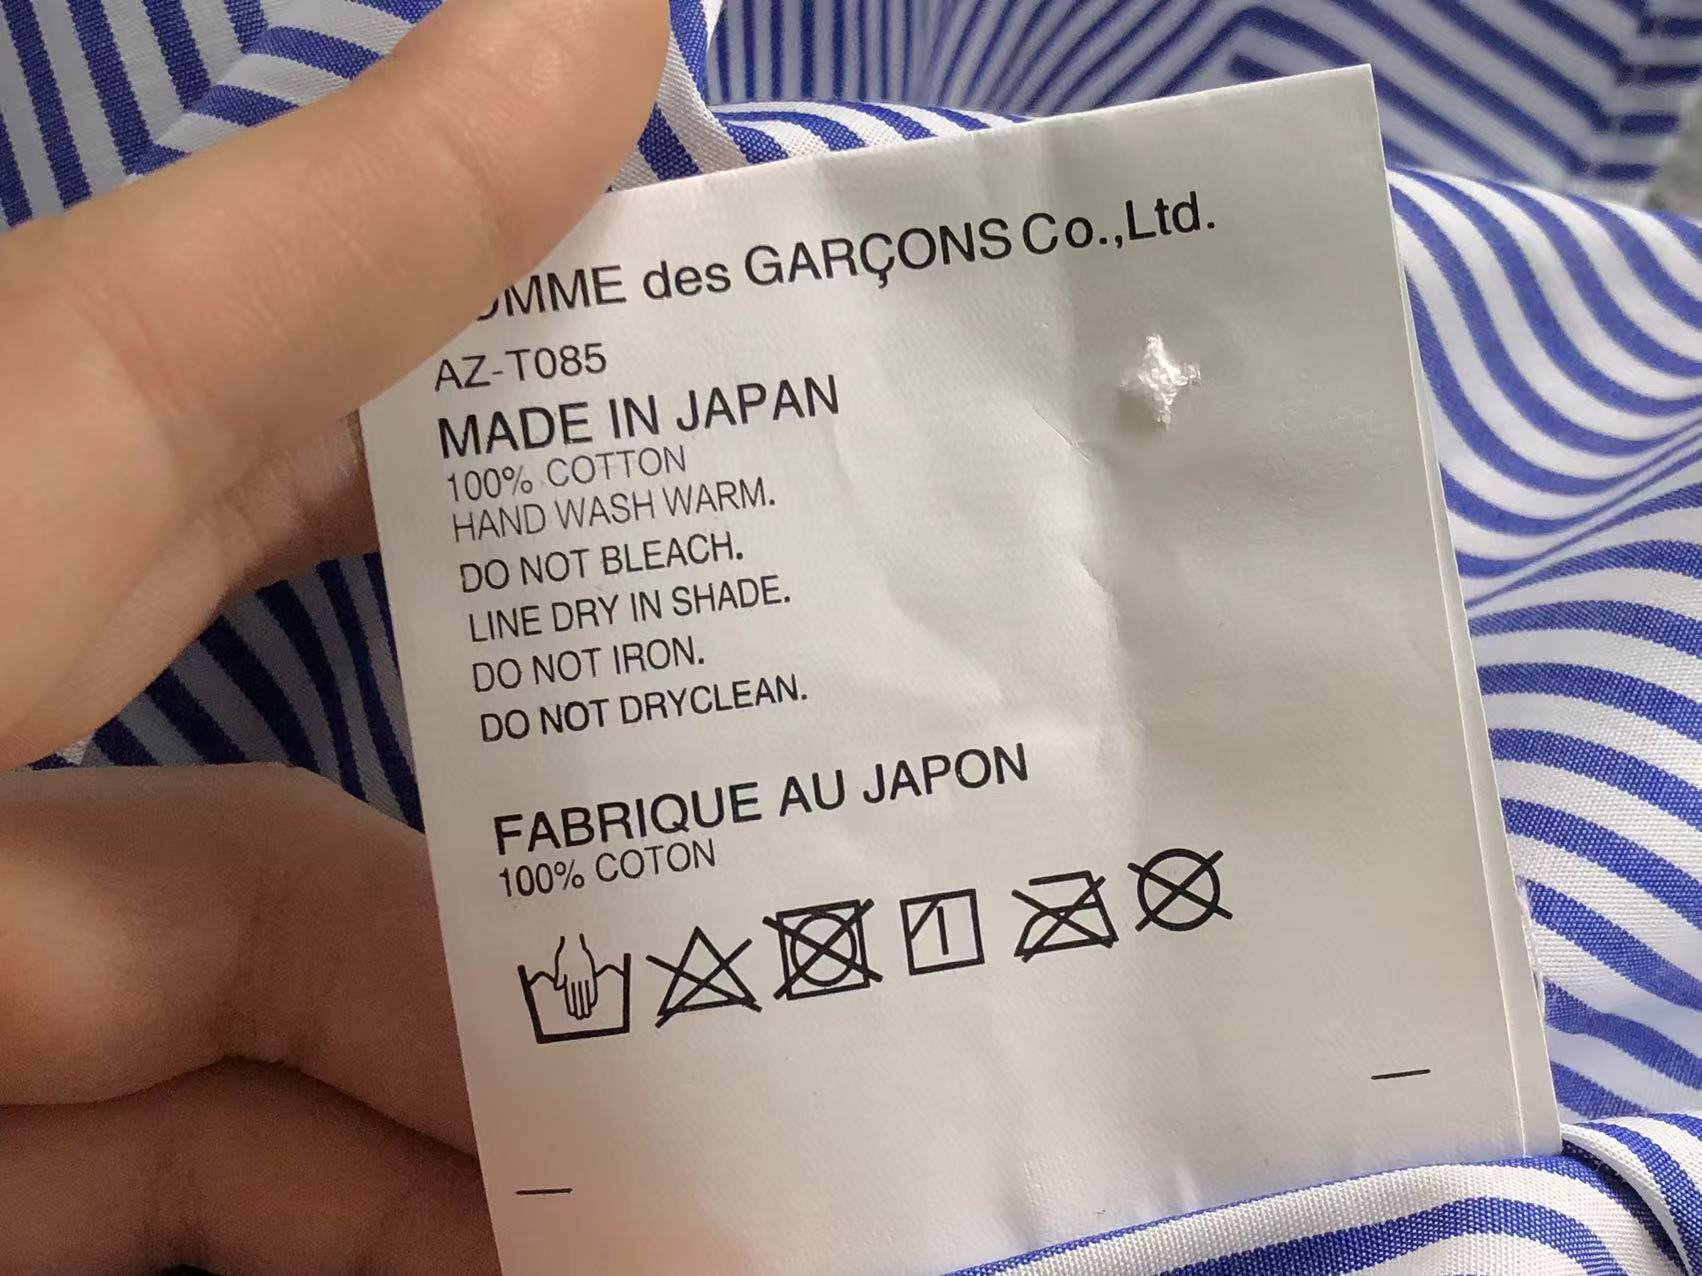 OMME des GARÇONS Co.,Ltd.
AZ-T085
MADE IN JAPAN
100% COTTON
HAND WASH WARM.
DO NOT BLEACH.
LINE DRY IN SHADE.
DO NOT IRON.
DO NOT DRYCLEAN.
FABRIQUE AU JAPON
100% COTON